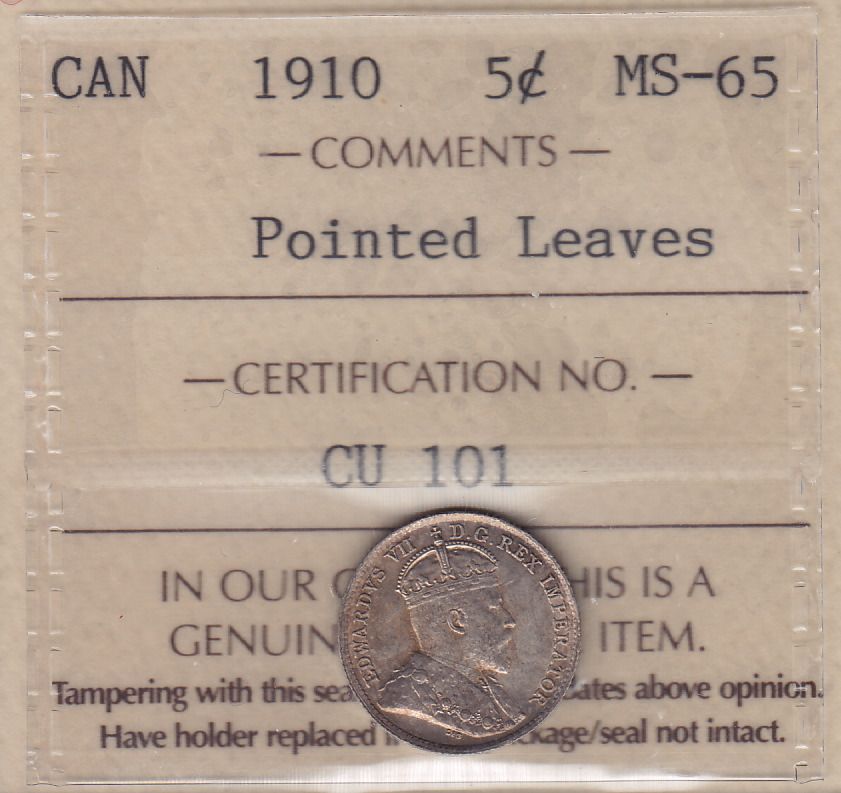 CAN 1910 5¢ MS-65
— COMMENTS —
Pointed Leaves
— CERTIFICATION NO. —
CU 101
IN OUR HIS IS A
GENUIN ITEM.
Tampering with this sea ates above opinion.
Have holder replaced kage/seal not intact.
EDWARDVS VII D.G. REX IMPERATOR